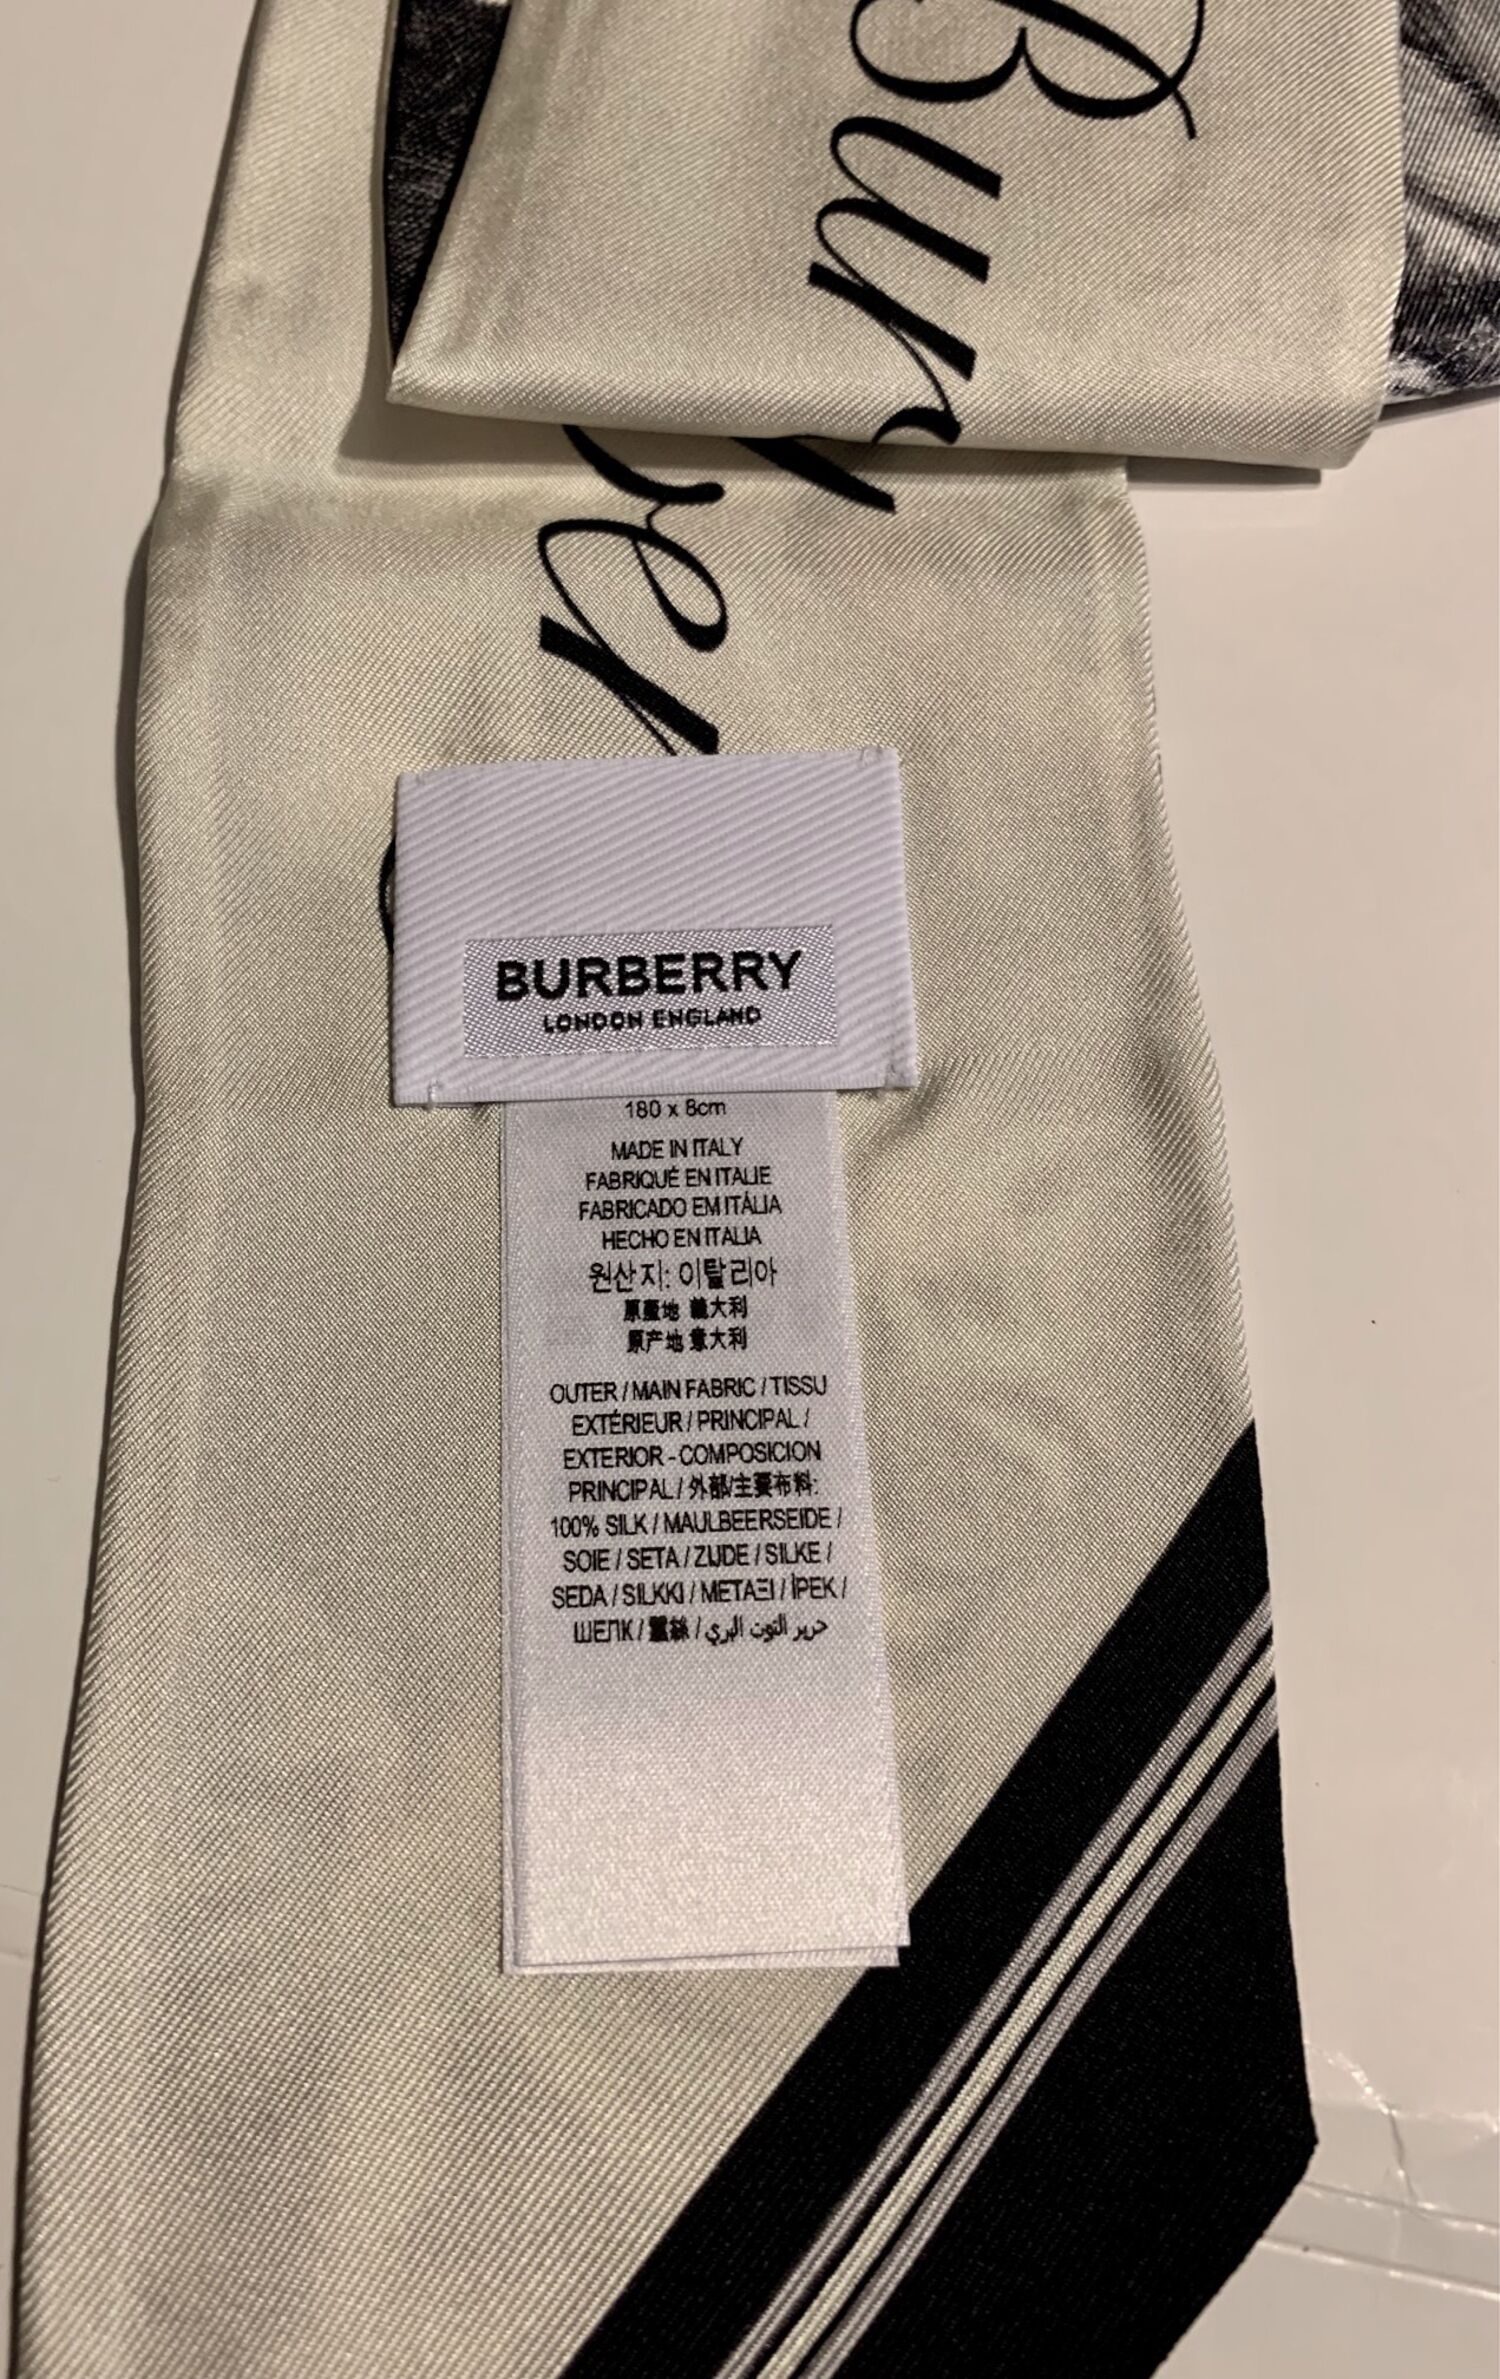 Bur
ber
BURBERRY
LONDON ENGLAND
180 x 8cm
MADE IN ITALY
FABRIQUÉ EN ITALIE
FABRICADO EM ITÁLIA
HECHO EN ITALIA
원산지: 이탈리아
原產地 義大利
原产地 意大利
OUTER / MAIN FABRIC / TISSU
EXTÉRIEUR / PRINCIPAL /
EXTERIOR - COMPOSICION
PRINCIPAL / 外部/主要布料:
100% SILK / MAULBEERSEIDE /
SOIE / SETA / ZIJDE / SILKE /
SEDA / SILKKI / ΜΕΤΑΞΙ / İPEK /
ШЕЛК / 蠶絲 / حرير التوت البري